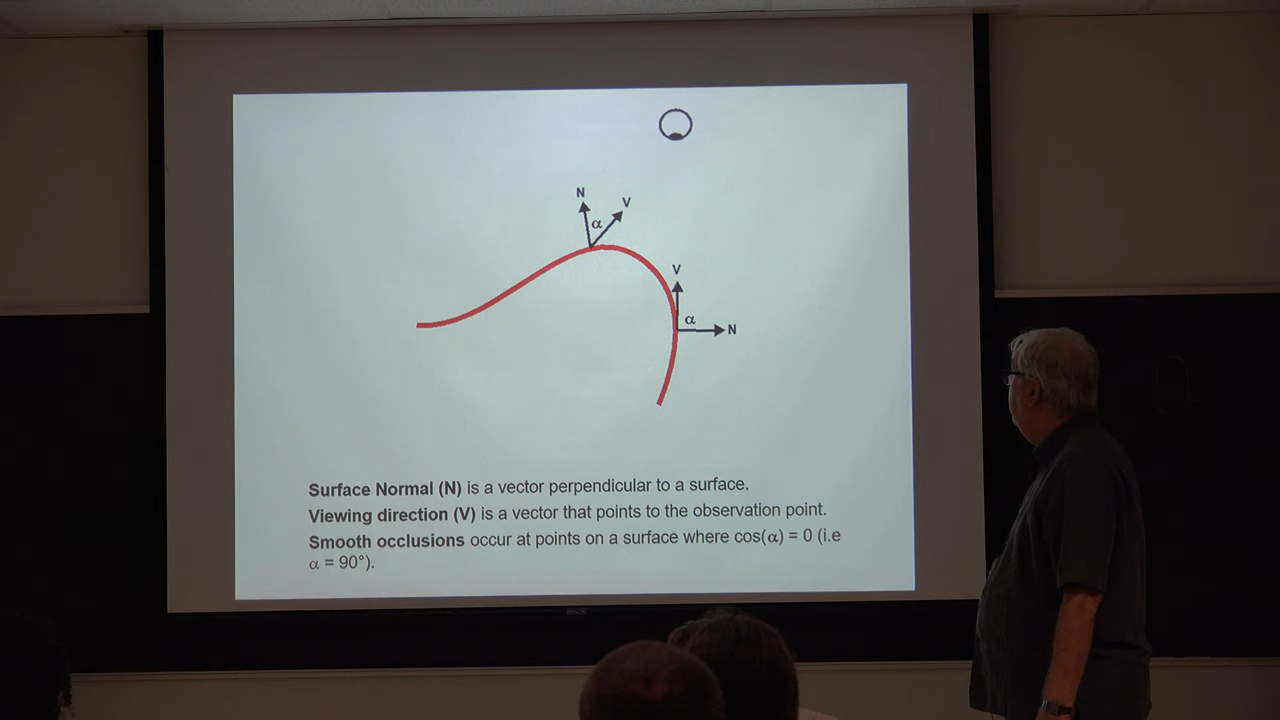 N
V
α
V
α
N
Surface Normal (N) is a vector perpendicular to a surface.
Viewing direction (V) is a vector that points to the observation point.
Smooth occlusions occur at points on a surface where cos(α) = 0 (i.e
α = 90°).